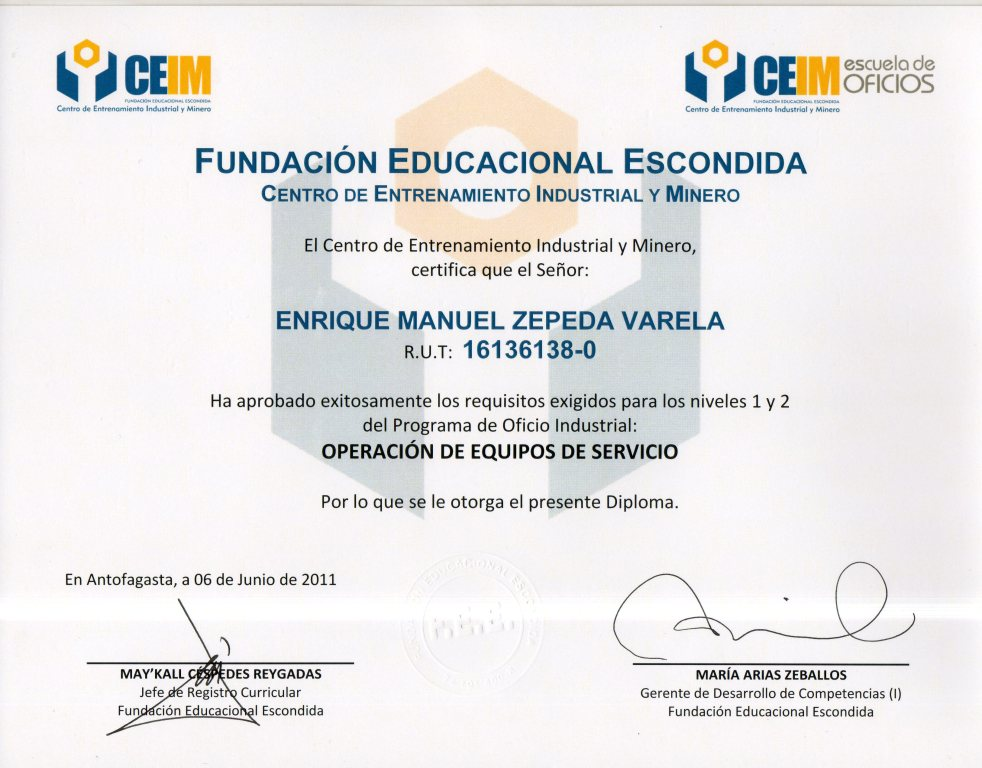 CEIM
FUNDACIÓN EDUCACIONAL ESCONDIDA
Centro de Entrenamiento Industrial y Minero
CEIM escuela de OFICIOS
FUNDACIÓN EDUCACIONAL ESCONDIDA
Centro de Entrenamiento Industrial y Minero
FUNDACIÓN EDUCACIONAL ESCONDIDA
CENTRO DE ENTRENAMIENTO INDUSTRIAL Y MINERO
El Centro de Entrenamiento Industrial y Minero,
certifica que el Señor:
ENRIQUE MANUEL ZEPEDA VARELA
R.U.T: 16136138-0
Ha aprobado exitosamente los requisitos exigidos para los niveles 1 y 2
del Programa de Oficio Industrial:
OPERACIÓN DE EQUIPOS DE SERVICIO
Por lo que se le otorga el presente Diploma.
En Antofagasta, a 06 de Junio de 2011
F.E.E.
MAY'KALL CÉSPEDES REYGADAS
Jefe de Registro Curricular
Fundación Educacional Escondida
MARÍA ARIAS ZEBALLOS
Gerente de Desarrollo de Competencias (I)
Fundación Educacional Escondida